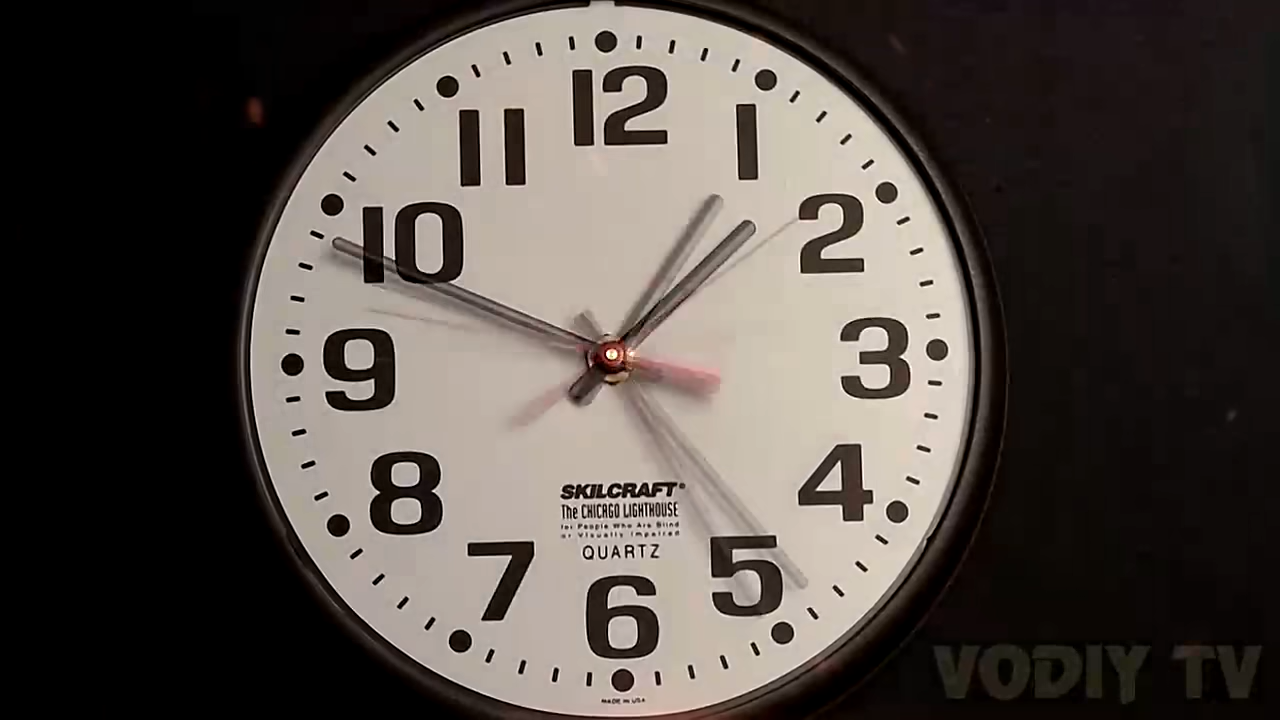 12
11
1
10
2
9
3
8
4
7
5
6
SKILCRAFT®
The CHICAGO LIGHTHOUSE
for People Who Are Blind
or Visually Impaired
QUARTZ
MADE IN USA
VODIY TV